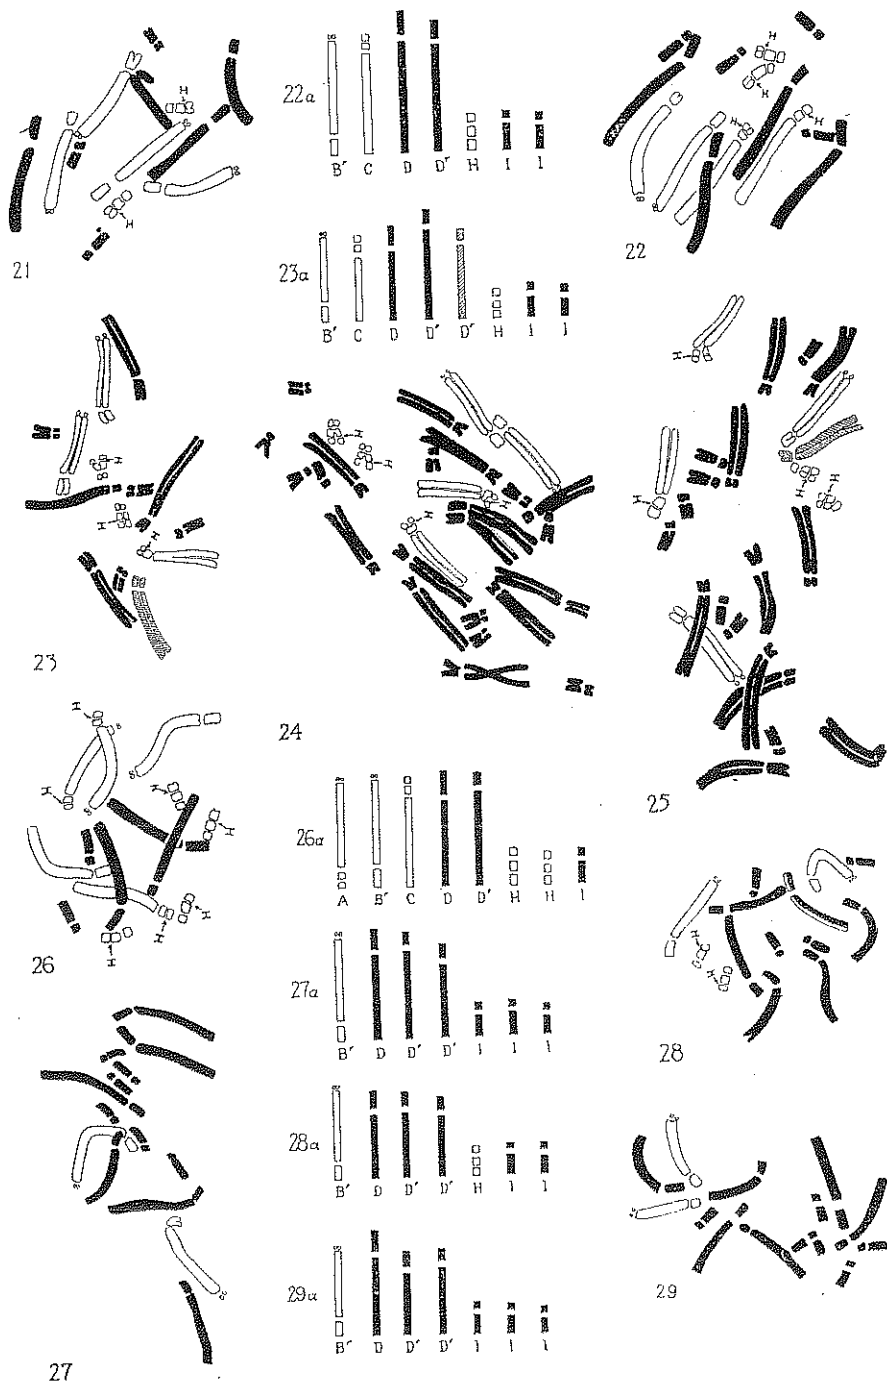 21
H
H
22a
B' C D D' H I I
22
H
H
H
H
23a
B' C D D' D' H I I
23
H
H
H
24
H
H
H
H
25
H
H
H
H
26
H
H
H
H
H
H
26a
A B' C D D' H H I
27a
B' D D' D' I I I
27
28a
B' D D' D' H I I
28
H
H
29a
B' D D' D' I I I
29